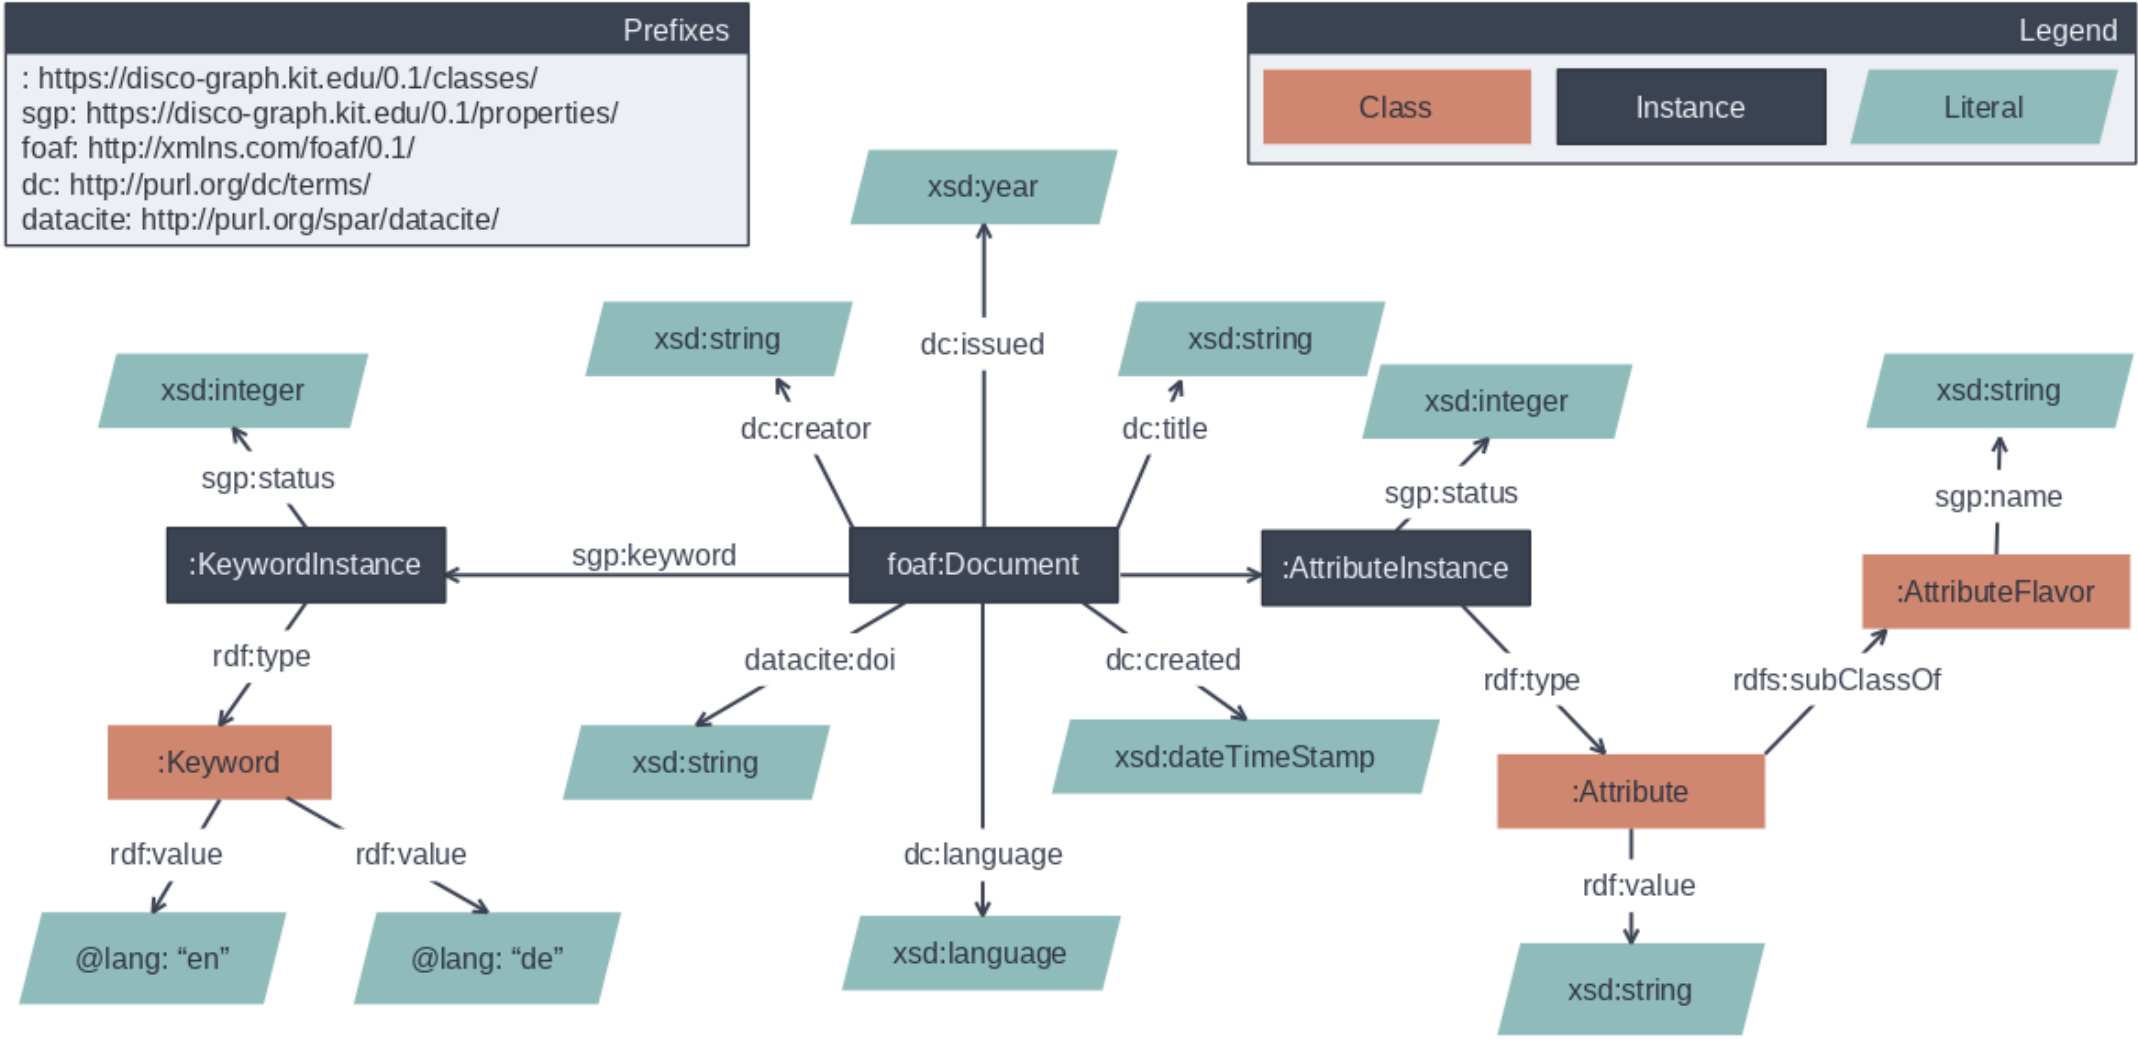 Prefixes
: https://disco-graph.kit.edu/0.1/classes/
sgp: https://disco-graph.kit.edu/0.1/properties/
foaf: http://xmlns.com/foaf/0.1/
dc: http://purl.org/dc/terms/
datacite: http://purl.org/spar/datacite/
Legend
Class
Instance
Literal
xsd:year
xsd:string
dc:issued
xsd:string
xsd:integer
xsd:integer
xsd:string
dc:creator
dc:title
sgp:status
sgp:status
sgp:name
:KeywordInstance
sgp:keyword
foaf:Document
:AttributeInstance
:AttributeFlavor
rdf:type
datacite:doi
dc:created
rdf:type
rdfs:subClassOf
:Keyword
xsd:string
xsd:dateTimeStamp
:Attribute
rdf:value
rdf:value
dc:language
rdf:value
@lang: “en”
@lang: “de”
xsd:language
xsd:string